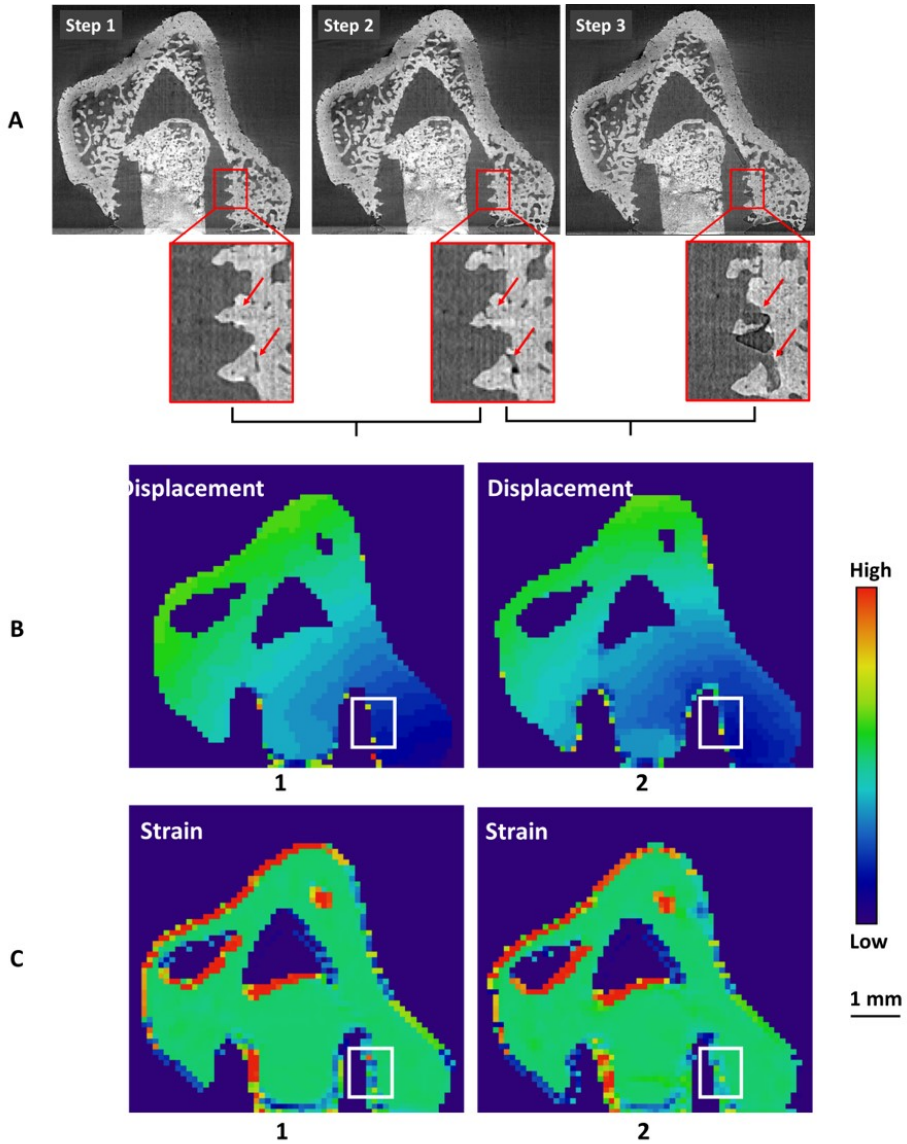 Step 1
Step 2
Step 3
A
Displacement
Displacement
High
B
1
2
Strain
Strain
Low
C
1 mm
1
2